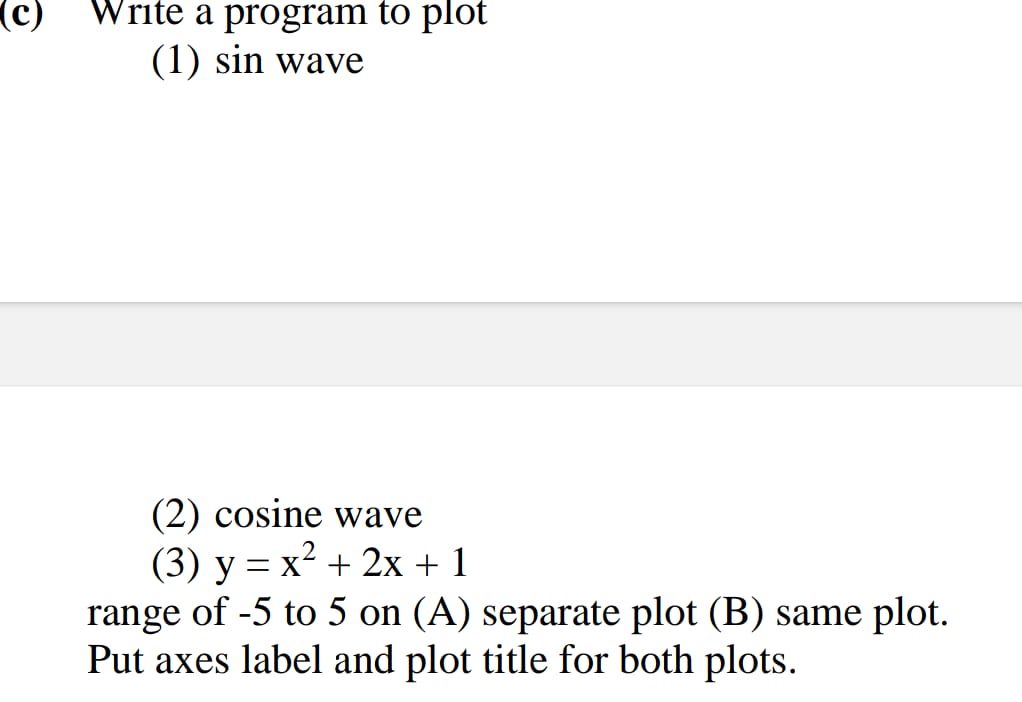 (c) Write a program to plot
(1) sin wave
(2) cosine wave
(3) y = x² + 2x + 1
range of -5 to 5 on (A) separate plot (B) same plot.
Put axes label and plot title for both plots.